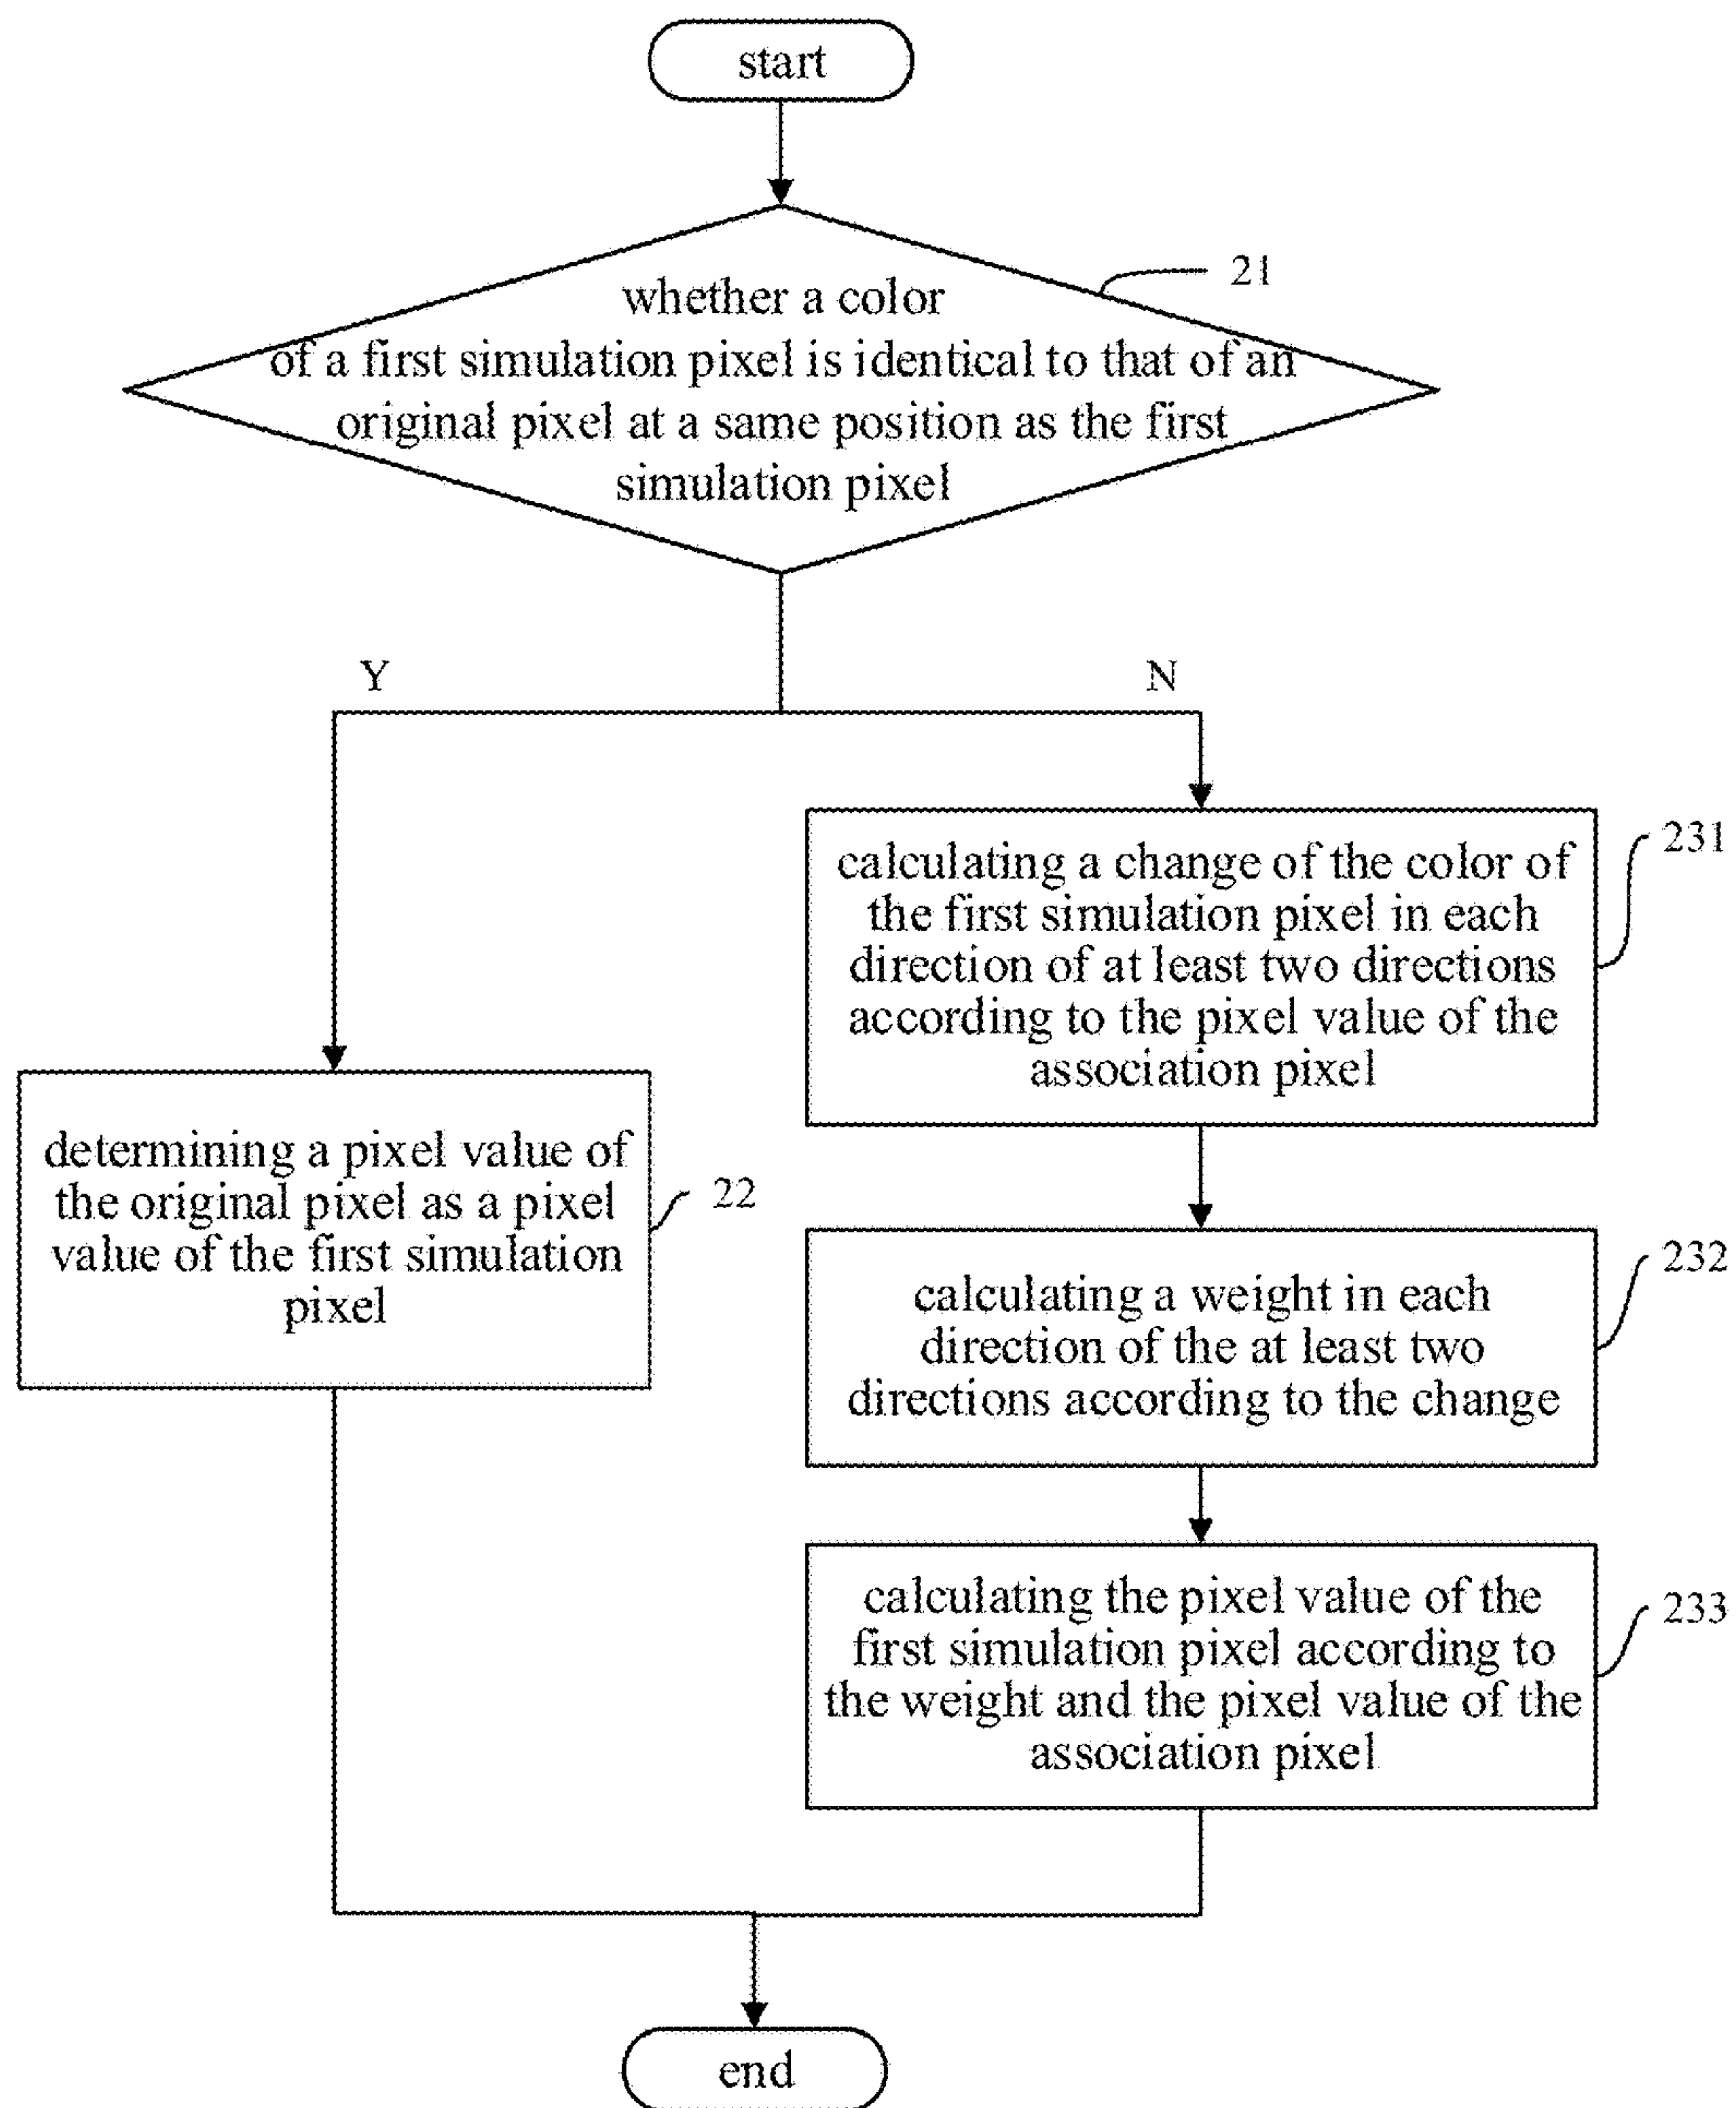 start
21
whether a color
of a first simulation pixel is identical to that of an
original pixel at a same position as the first
simulation pixel
Y
N
231
calculating a change of the color of
the first simulation pixel in each
direction of at least two directions
according to the pixel value of the
association pixel
determining a pixel value of
the original pixel as a pixel
value of the first simulation
pixel
22
232
calculating a weight in each
direction of the at least two
directions according to the change
233
calculating the pixel value of the
first simulation pixel according to
the weight and the pixel value of the
association pixel
end